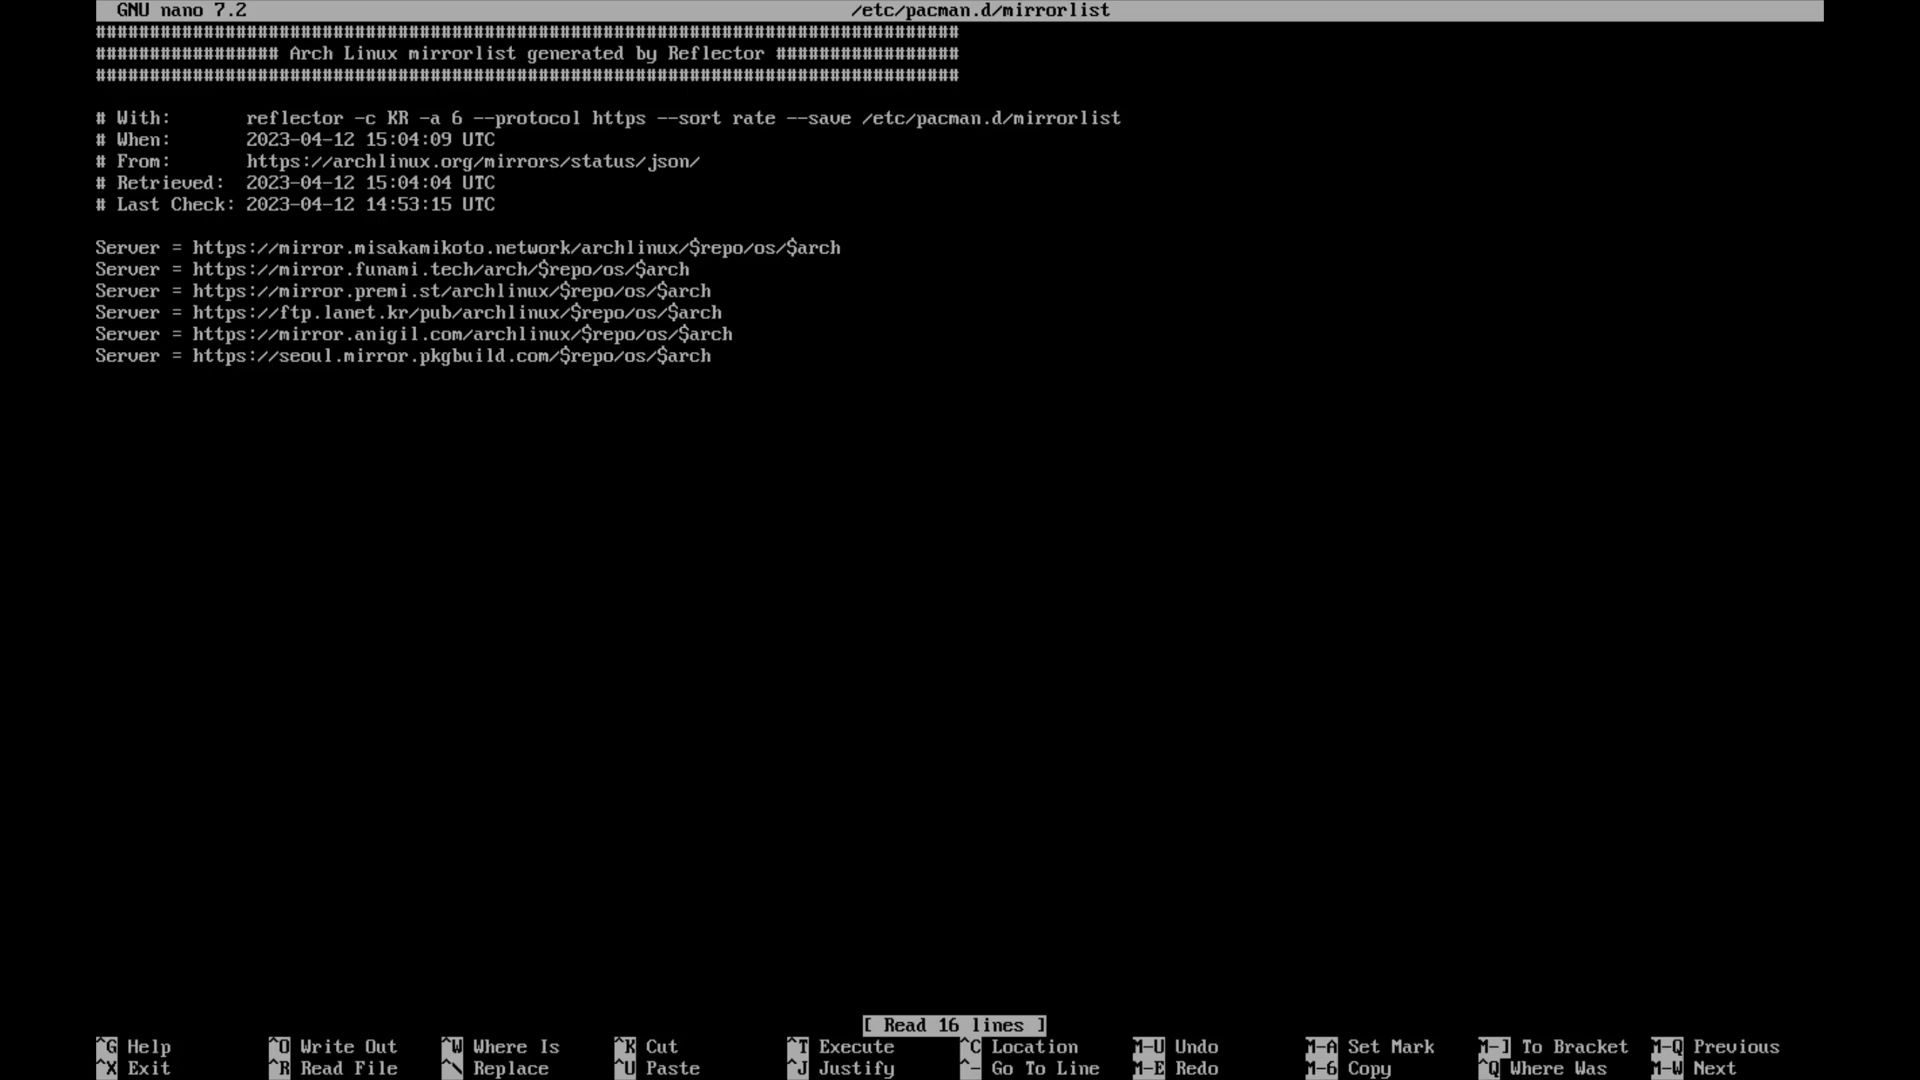 GNU nano 7.2 /etc/pacman.d/mirrorlist
################################################################################
################# Arch Linux mirrorlist generated by Reflector #################
################################################################################
# With:       reflector -c KR -a 6 --protocol https --sort rate --save /etc/pacman.d/mirrorlist
# When:       2023-04-12 15:04:09 UTC
# From:       https://archlinux.org/mirrors/status/json/
# Retrieved:  2023-04-12 15:04:04 UTC
# Last Check: 2023-04-12 14:53:15 UTC
Server = https://mirror.misakamikoto.network/archlinux/$repo/os/$arch
Server = https://mirror.funami.tech/arch/$repo/os/$arch
Server = https://mirror.premi.st/archlinux/$repo/os/$arch
Server = https://ftp.lanet.kr/pub/archlinux/$repo/os/$arch
Server = https://mirror.anigil.com/archlinux/$repo/os/$arch
Server = https://seoul.mirror.pkgbuild.com/$repo/os/$arch
[ Read 16 lines ]
^G Help ^O Write Out ^W Where Is ^K Cut ^T Execute ^C Location M-U Undo M-A Set Mark M-] To Bracket M-Q Previous
^X Exit ^R Read File ^\ Replace ^U Paste ^J Justify ^- Go To Line M-E Redo M-6 Copy ^Q Where Was M-W Next